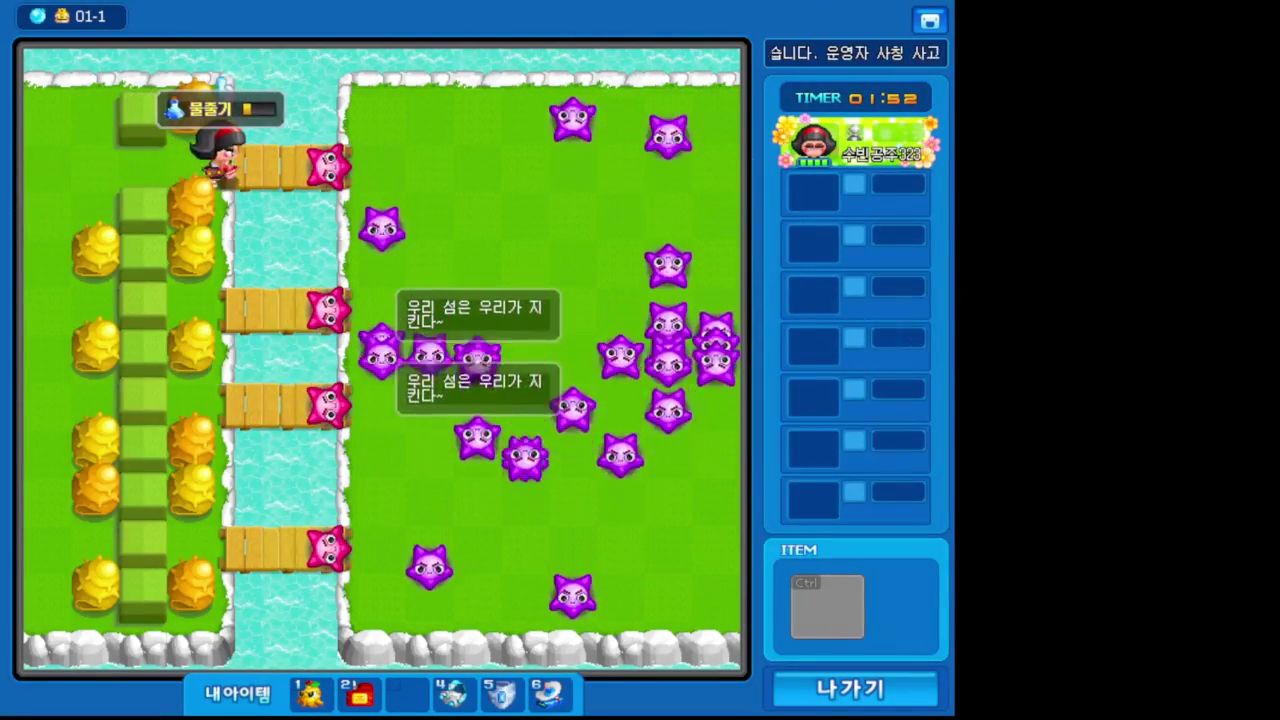 01-1
습니다. 운영자 사칭 사고
TIMER 01:52
물줄기
수빈공주323
우리 섬은 우리가 지
킨다~
우리 섬은 우리가 지
킨다~
ITEM
Ctrl
내 아이템
1
2
4
5
6
나가기